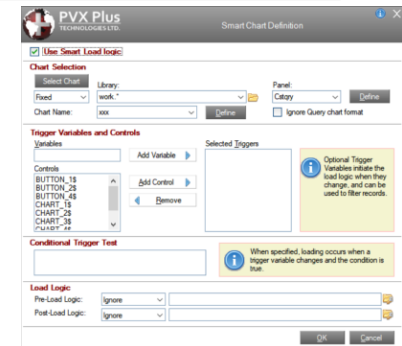 PVX Plus
TECHNOLOGIES LTD.
Smart Chart Definition
Use Smart Load logic
Chart Selection
Select Chart
Library:
Panel:
Fixed
work.*
Catqry
Define
Chart Name:
xxx
Define
Ignore Query chart format
Trigger Variables and Controls
Variables
Selected Triggers
Add Variable
Controls
BUTTON_1$
BUTTON_2$
BUTTON_4$
CHART_1$
CHART_2$
CHART_3$
CHART_4$
Add Control
Remove
Optional Trigger
Variables initiate the
load logic when they
change, and can be
used to filter records.
Conditional Trigger Test
When specified, loading occurs when a
trigger variable changes and the condition is
true.
Load Logic
Pre-Load Logic:
Ignore
Post-Load Logic:
Ignore
OK
Cancel